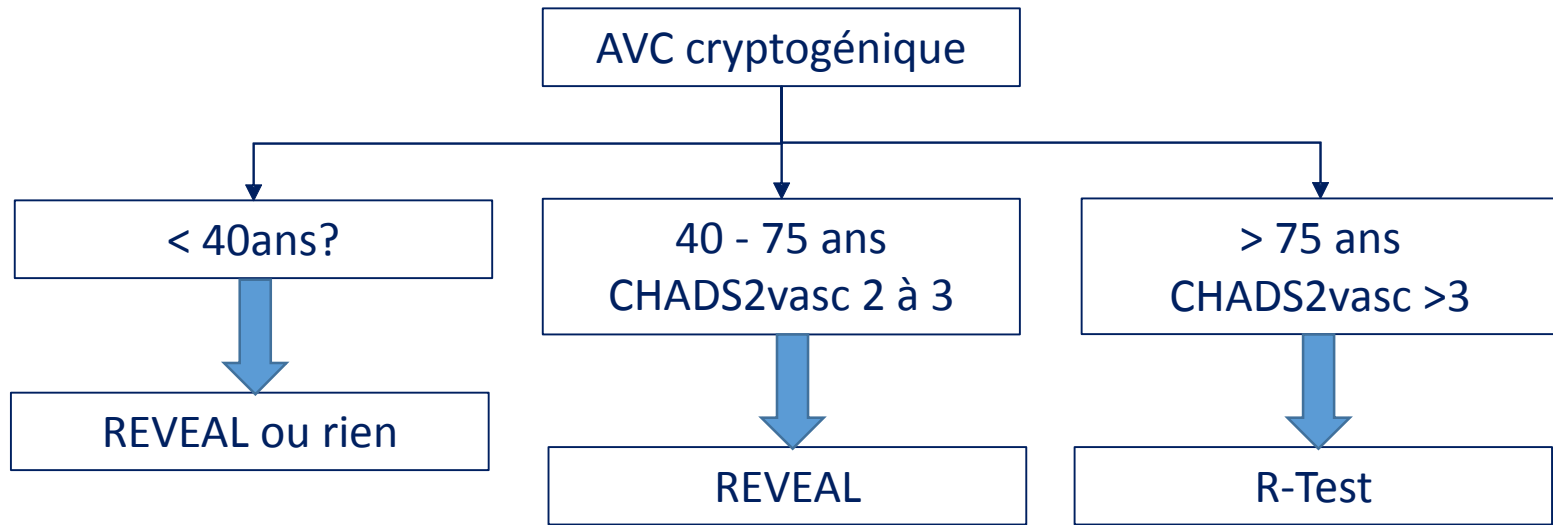 AVC cryptogénique
< 40ans?
40 - 75 ans
CHADS2vasc 2 à 3
> 75 ans
CHADS2vasc >3
REVEAL ou rien
REVEAL
R-Test